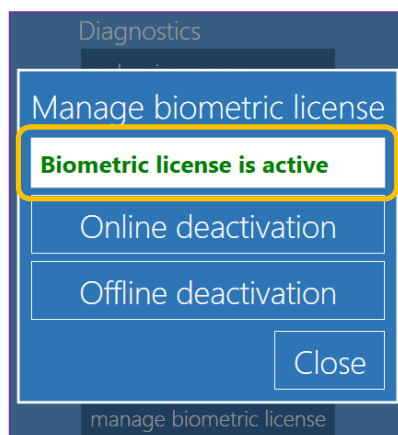 Diagnostics
Manage biometric license
Biometric license is active
Online deactivation
Offline deactivation
Close
manage biometric license